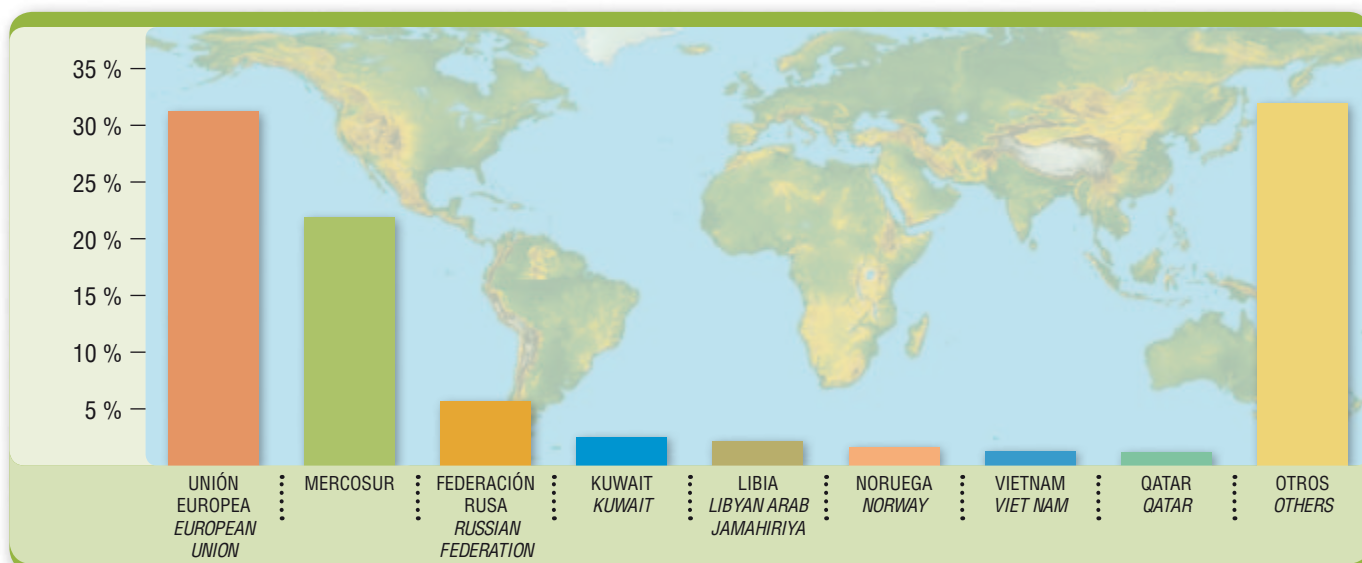 35 %
30 %
25 %
20 %
15 %
10 %
5 %
UNIÓN
EUROPEA
EUROPEAN
UNION
MERCOSUR
FEDERACIÓN
RUSA
RUSSIAN
FEDERATION
KUWAIT
KUWAIT
LIBIA
LIBYAN ARAB
JAMAHIRIYA
NORUEGA
NORWAY
VIETNAM
VIET NAM
QATAR
QATAR
OTROS
OTHERS